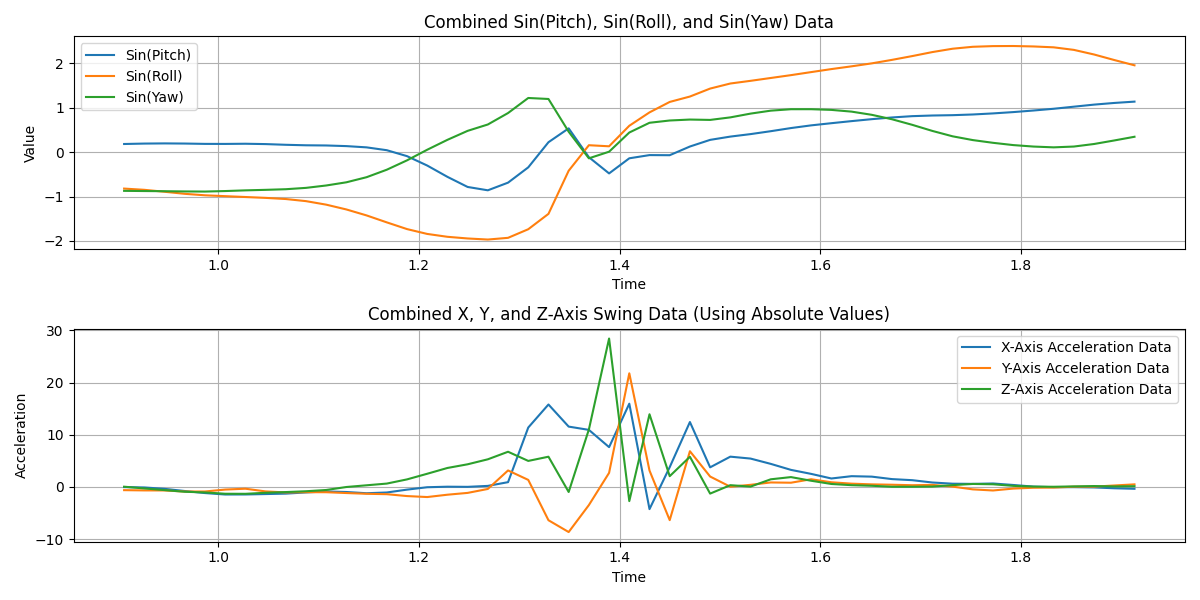 Combined Sin(Pitch), Sin(Roll), and Sin(Yaw) Data
Sin(Pitch)
Sin(Roll)
Sin(Yaw)
Value
2
1
0
−1
−2
1.0 1.2 1.4 1.6 1.8
Time
Combined X, Y, and Z-Axis Swing Data (Using Absolute Values)
X-Axis Acceleration Data
Y-Axis Acceleration Data
Z-Axis Acceleration Data
Acceleration
30
20
10
0
−10
1.0 1.2 1.4 1.6 1.8
Time